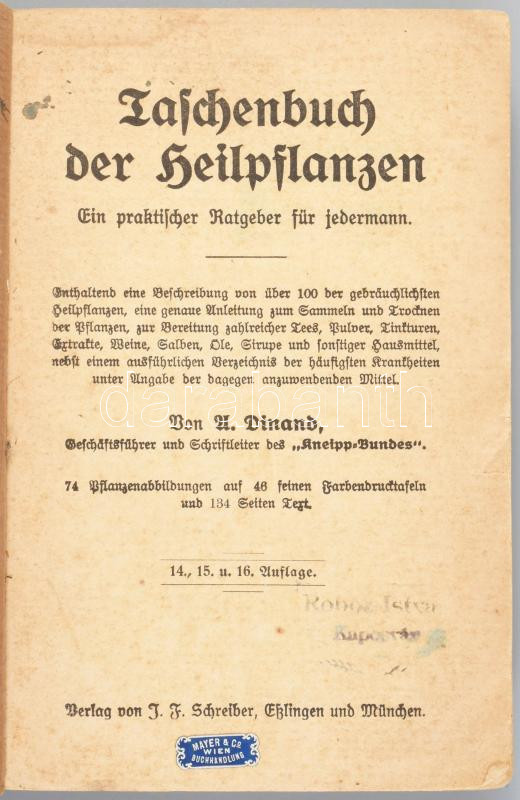 Taschenbuch
der Heilpflanzen
Ein praktischer Ratgeber für jedermann.
Enthaltend eine Beschreibung von über 100 der gebräuchlichsten
Heilpflanzen, eine genaue Anleitung zum Sammeln und Trocknen
der Pflanzen, zur Bereitung zahlreicher Tees, Pulver, Tinkturen,
Extrakte, Weine, Salben, Öle, Sirupe und sonstiger Hausmittel,
nebst einem ausführlichen Verzeichnis der häufigsten Krankheiten
unter Angabe der dagegen anzuwendenden Mittel.
darabanth
Von A. Dinand,
Geschäftsführer und Schriftleiter des „Kneipp-Bundes“.
74 Pflanzenabbildungen auf 46 feinen Farbendrucktafeln
und 134 Seiten Text.
14., 15. u. 16. Auflage.
Verlag von J. F. Schreiber, Eßlingen und München.
MAYER & Co
WIEN
BUCHHANDLUNG